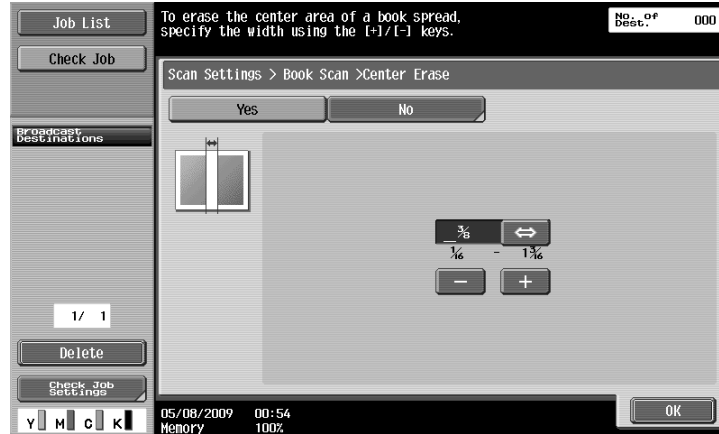 Job List
Check Job
To erase the center area of a book spread,
specify the width using the [+]/[-] keys.
No. of
Dest.
000
Scan Settings > Book Scan >Center Erase
Yes
No
Broadcast
Destinations
_⅜
⇔
1⁄16 - 1 3⁄16
−
+
1/ 1
Delete
Check Job
Settings
Y M C K
05/08/2009 00:54
Memory 100%
OK